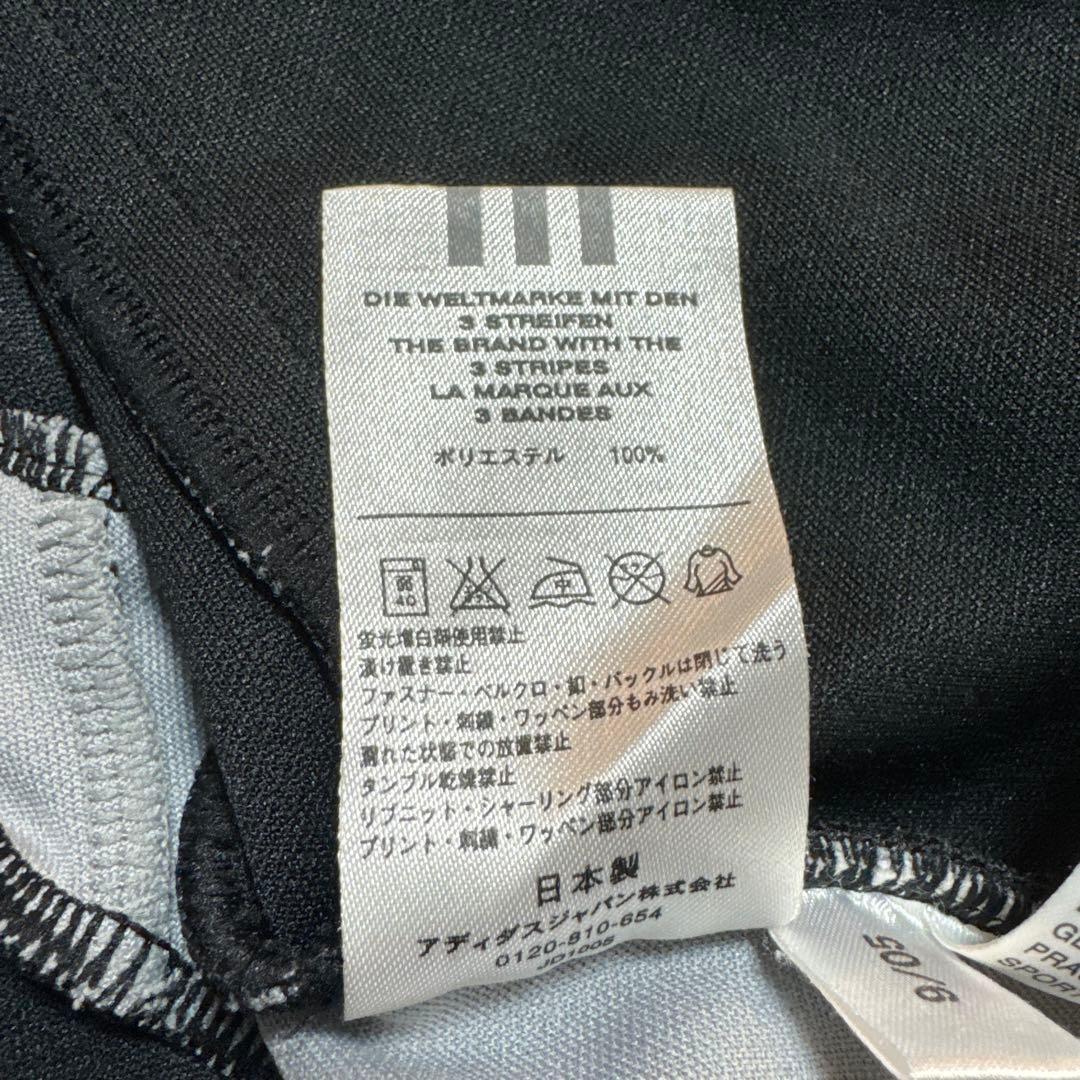 DIE WELTMARKE MIT DEN
3 STREIFEN
THE BRAND WITH THE
3 STRIPES
LA MARQUE AUX
3 BANDES
ポリエステル 100%
弱
40
蛍光増白剤使用禁止
漬け置き禁止
ファスナー・ベルクロ・釦・バックルは閉じて洗う
プリント・刺繍・ワッペン部分もみ洗い禁止
濡れた状態での放置禁止
タンブル乾燥禁止
リブニット・シャーリング部分アイロン禁止
プリント・刺繍・ワッペン部分アイロン禁止
日本製
アディダスジャパン株式会社
0120-810-654
JD1005
9/05
PRA
SPORT